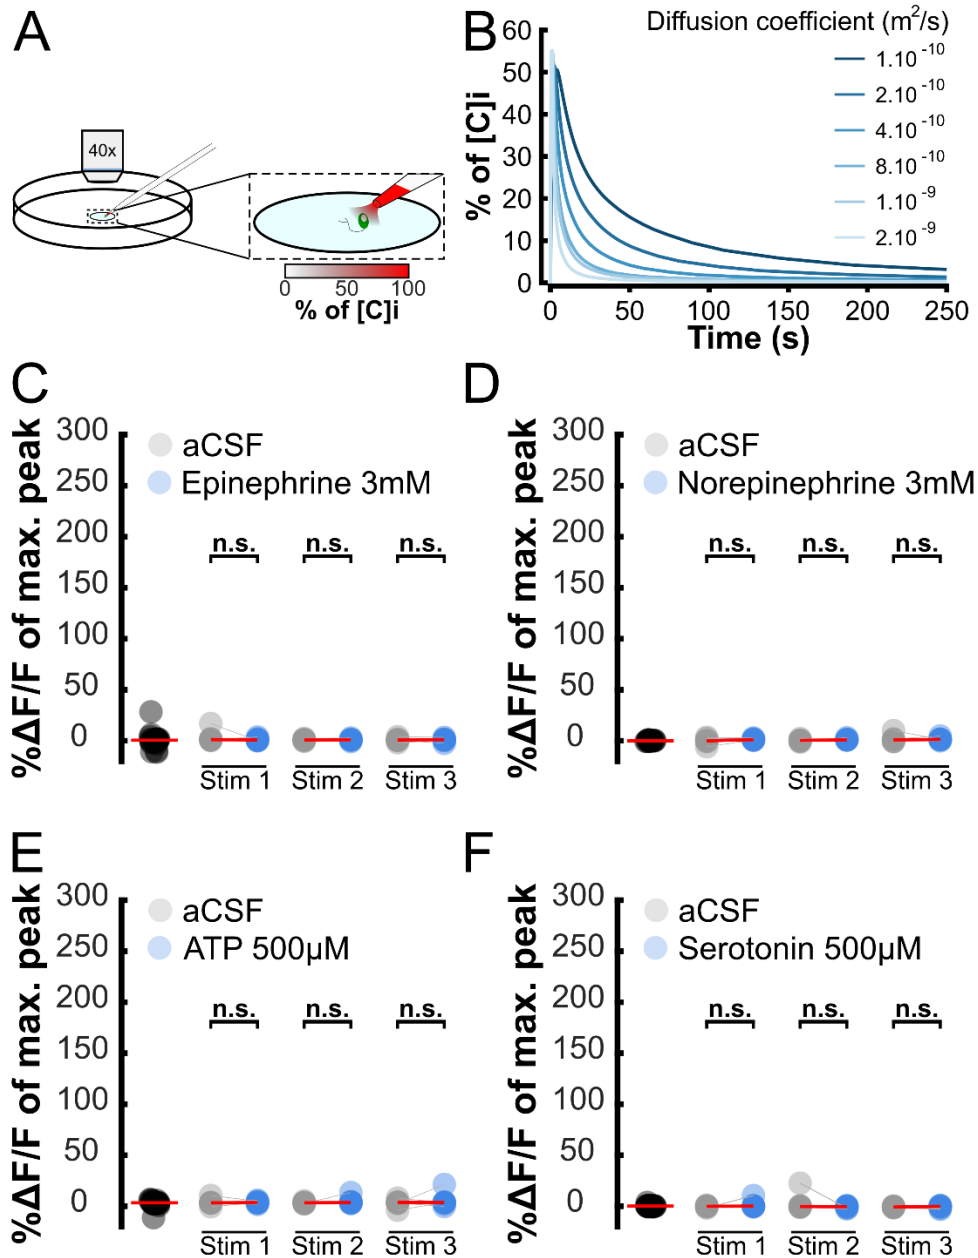 A
40x
0 50 100
% of [C]i
B
Diffusion coefficient (m²/s)
1.10 -10
2.10 -10
4.10 -10
8.10 -10
1.10 -9
2.10 -9
% of [C]i
60
50
40
30
20
10
0
0 50 100 150 200 250
Time (s)
C
%ΔF/F of max. peak
300
250
200
150
100
50
0
aCSF
Epinephrine 3mM
n.s. n.s. n.s.
Stim 1 Stim 2 Stim 3
D
%ΔF/F of max. peak
300
250
200
150
100
50
0
aCSF
Norepinephrine 3mM
n.s. n.s. n.s.
Stim 1 Stim 2 Stim 3
E
%ΔF/F of max. peak
300
250
200
150
100
50
0
aCSF
ATP 500µM
n.s. n.s. n.s.
Stim 1 Stim 2 Stim 3
F
%ΔF/F of max. peak
300
250
200
150
100
50
0
aCSF
Serotonin 500µM
n.s. n.s. n.s.
Stim 1 Stim 2 Stim 3